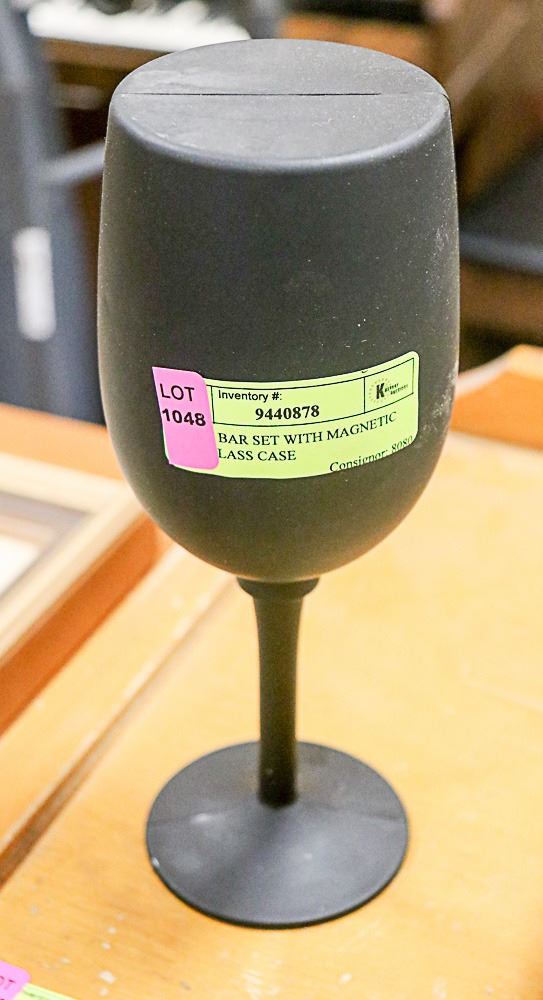 LOT
1048
Inventory #:
9440878
BAR SET WITH MAGNETIC
LASS CASE
Consignor: 8080